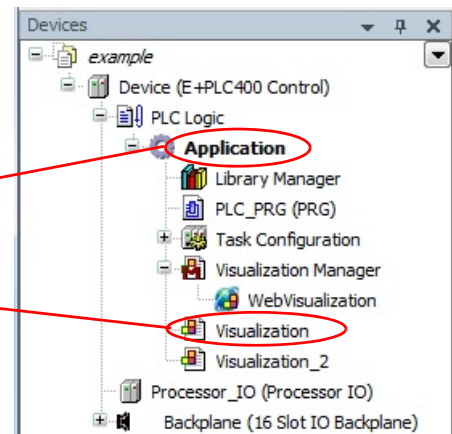 Devices
example
Device (E+PLC400 Control)
PLC Logic
Application
Library Manager
PLC_PRG (PRG)
Task Configuration
Visualization Manager
WebVisualization
Visualization
Visualization_2
Processor_IO (Processor IO)
Backplane (16 Slot IO Backplane)